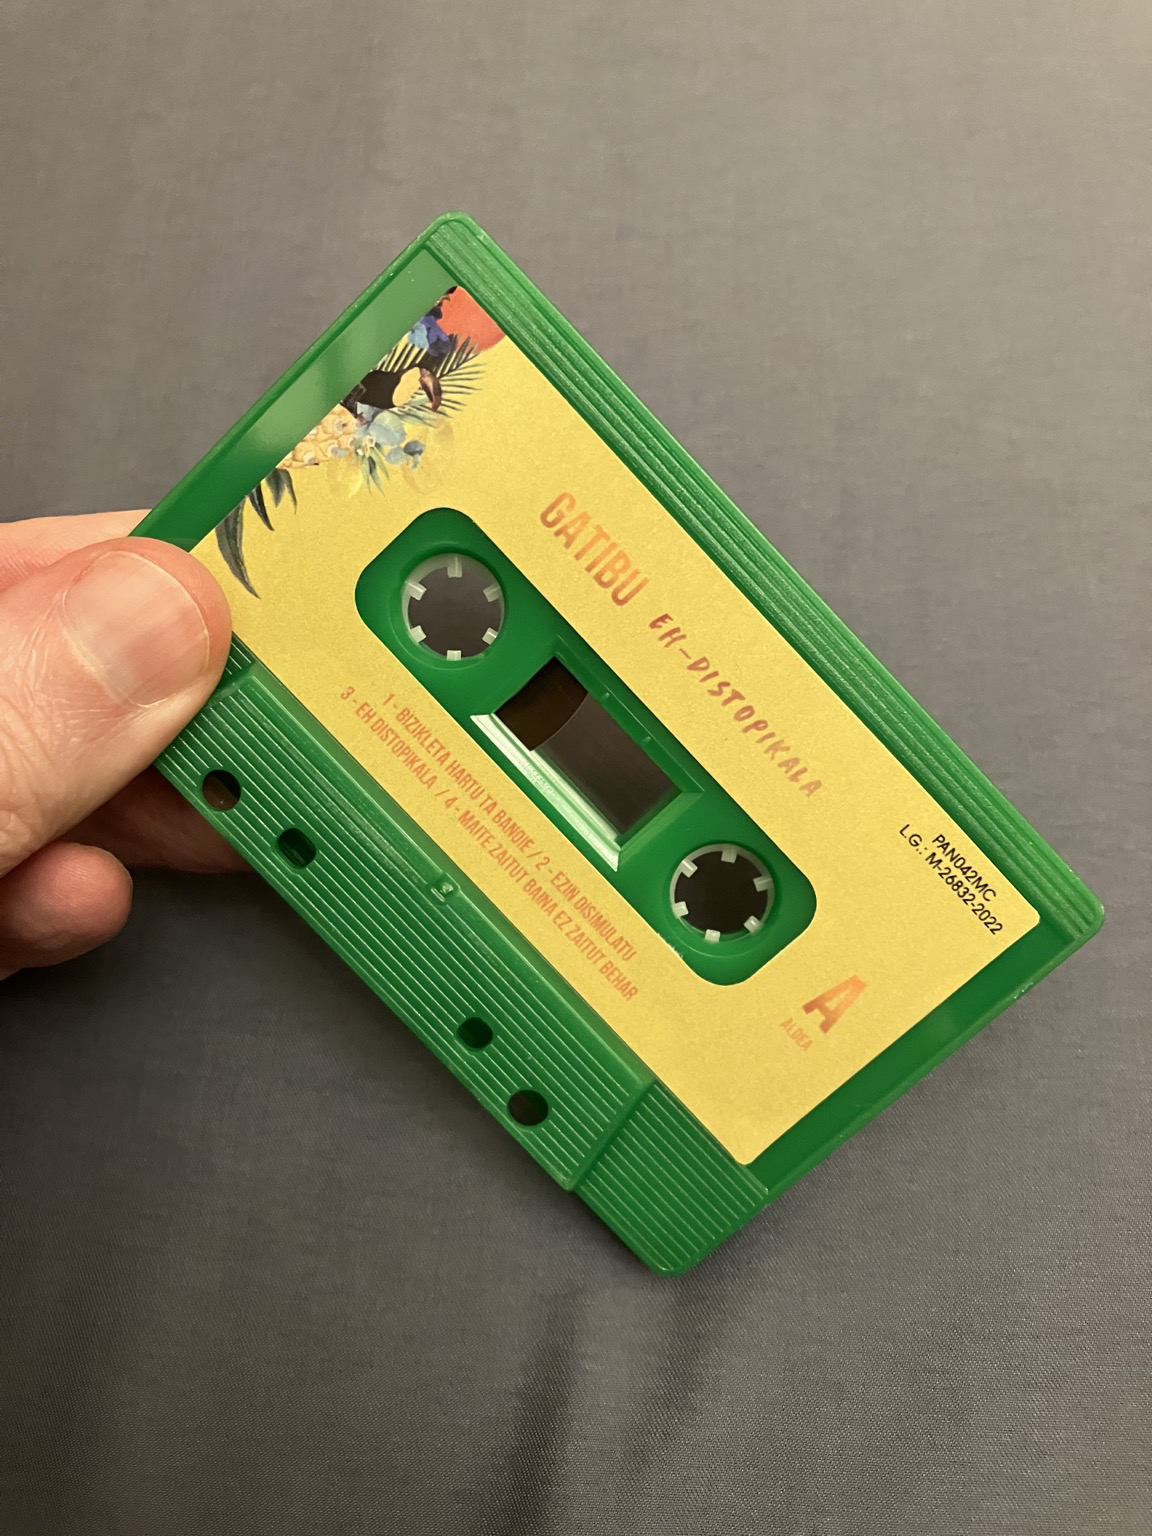 GATIBU EH-DISTOPIKALA
PAN042MC
L.G.: M-26832-2022
A
ALDEA
1 - BIZIKLETA HARTU TA BANOIE / 2 - EZIN DISIMULATU
3 - EH DISTOPIKALA / 4 - MAITE ZAITUT BAINA EZ ZAITUT BEHAR